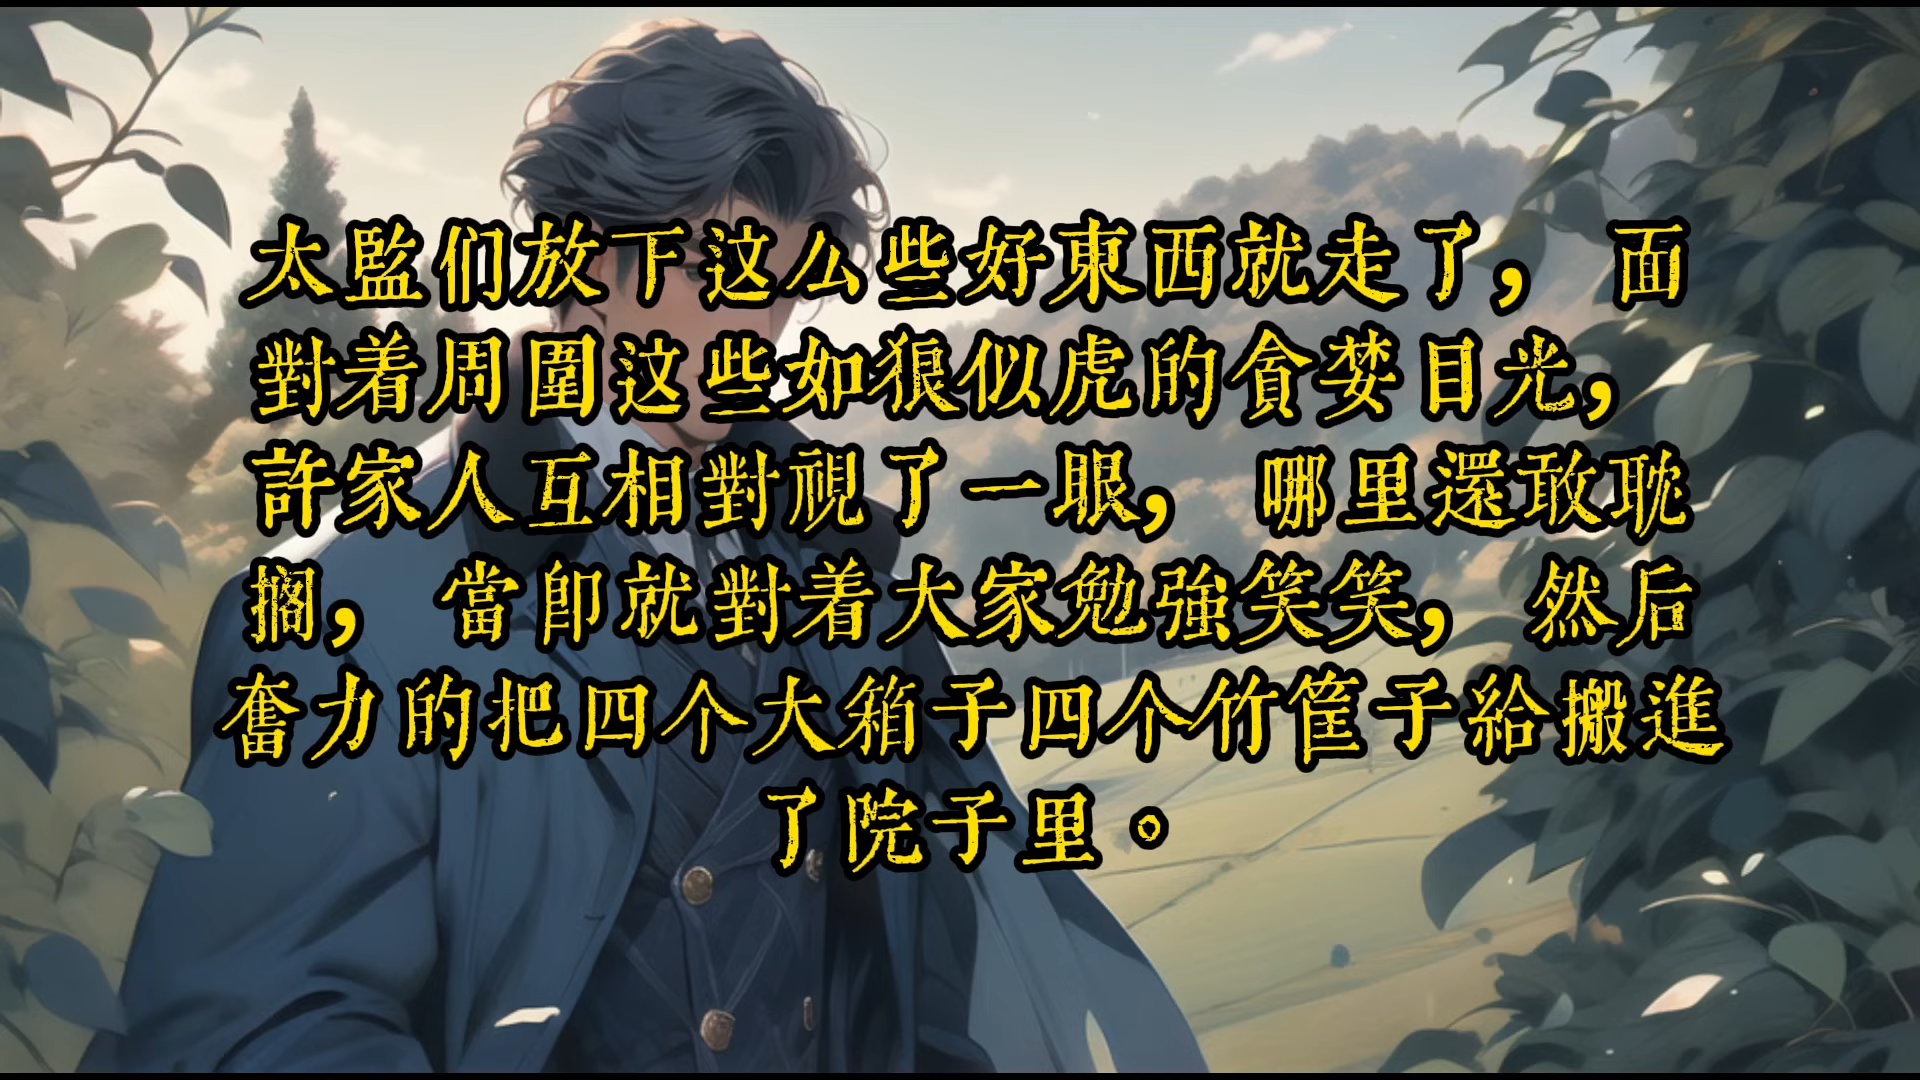 太監们放下这么些好東西就走了，面
對着周圍这些如狼似虎的貪婪目光，
許家人互相對視了一眼，哪里還敢耽
搁，當即就對着大家勉強笑笑，然后
奮力的把四个大箱子四个竹筐子給搬進
了院子里。